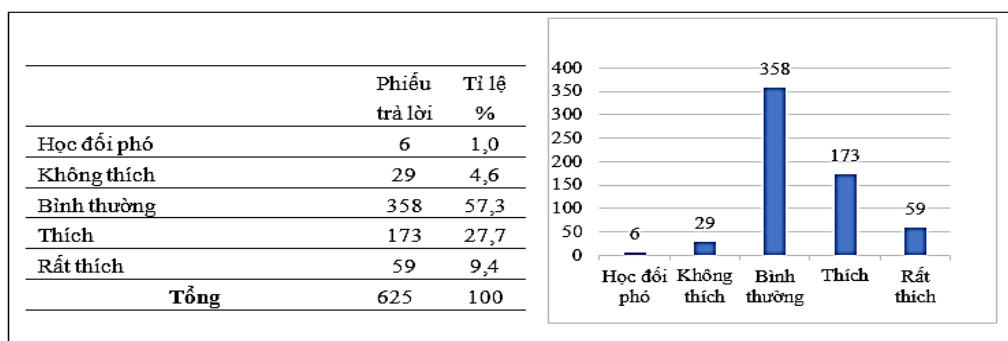 Phiếu trả lời Tỉ lệ %
Học đối phó 6 1,0
Không thích 29 4,6
Bình thường 358 57,3
Thích 173 27,7
Rất thích 59 9,4
Tổng 625 100
400
350
300
250
200
150
100
50
0
6
29
358
173
59
Học đối phó
Không thích
Bình thường
Thích
Rất thích